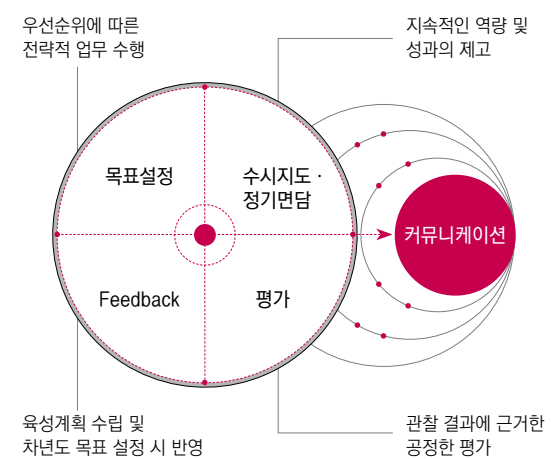 우선순위에 따른
전략적 업무 수행
지속적인 역량 및
성과의 제고
목표설정
수시지도 ·
정기면담
커뮤니케이션
Feedback
평가
육성계획 수립 및
차년도 목표 설정 시 반영
관찰 결과에 근거한
공정한 평가